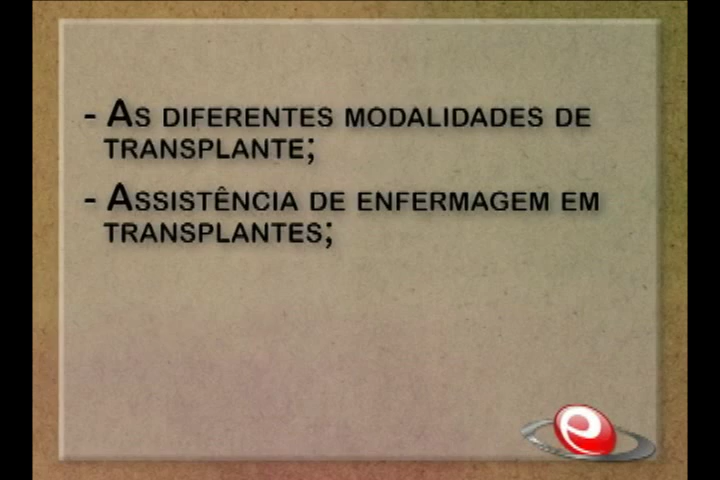 - As diferentes modalidades de
transplante;
- Assistência de enfermagem em
transplantes;
e